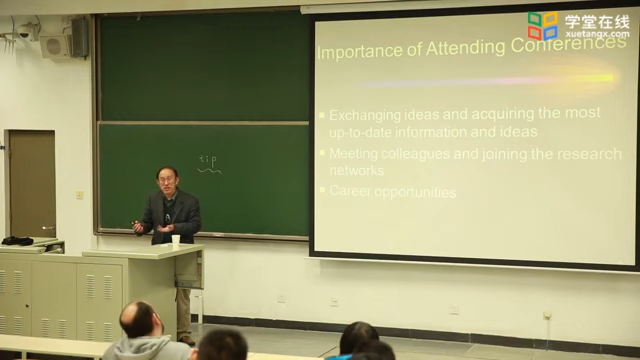 学堂在线
xuetangx.com
Importance of Attending Conferences
Exchanging ideas and acquiring the most
up-to-date information and ideas
Meeting colleagues and joining the research
networks
Career opportunities
tip